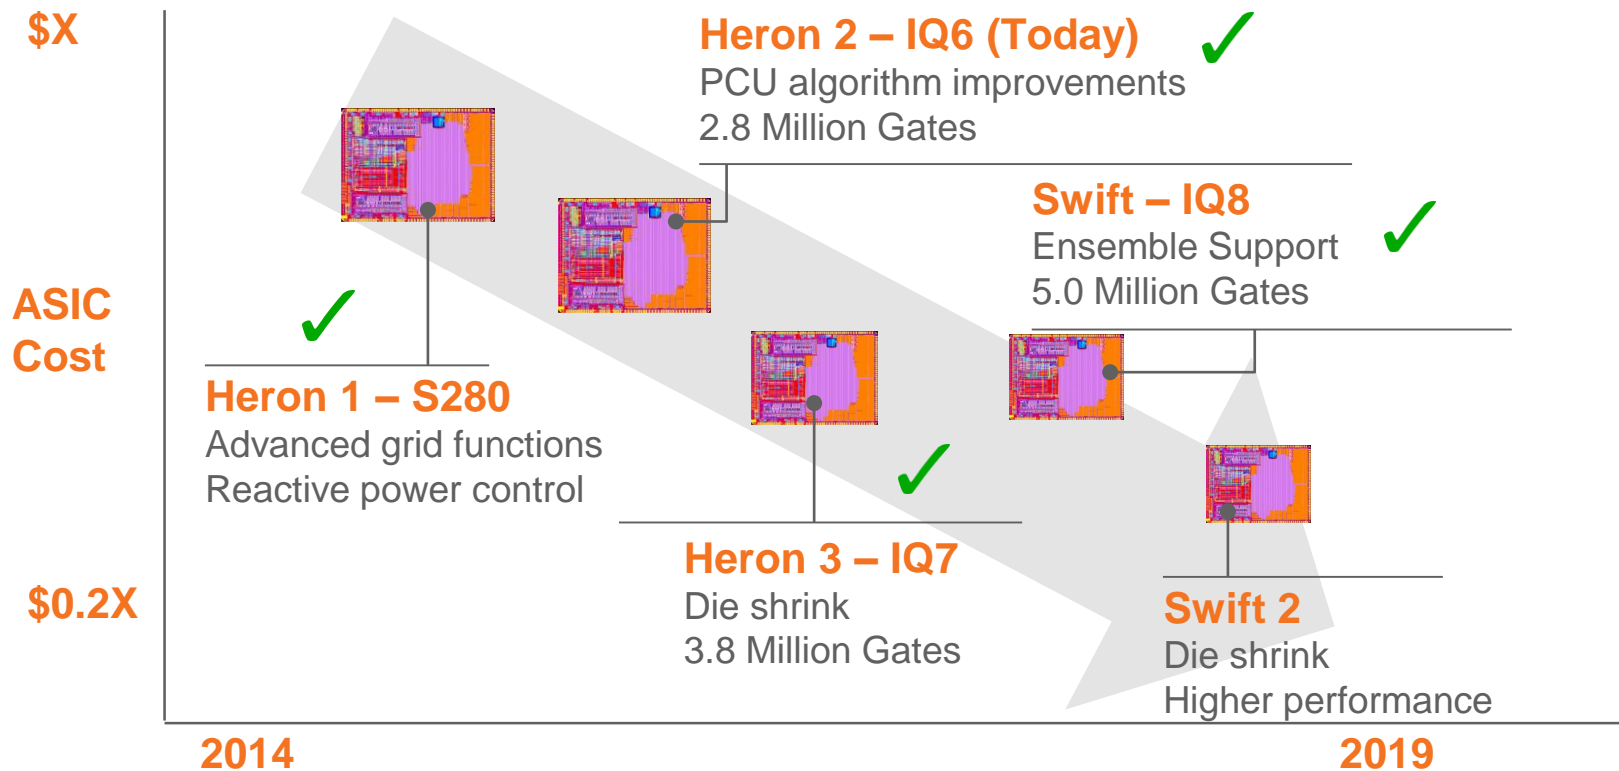 $X
Heron 2 – IQ6 (Today)
PCU algorithm improvements
2.8 Million Gates
Swift – IQ8
Ensemble Support
5.0 Million Gates
ASIC
Cost
Heron 1 – S280
Advanced grid functions
Reactive power control
Heron 3 – IQ7
Die shrink
3.8 Million Gates
$0.2X
Swift 2
Die shrink
Higher performance
2014
2019